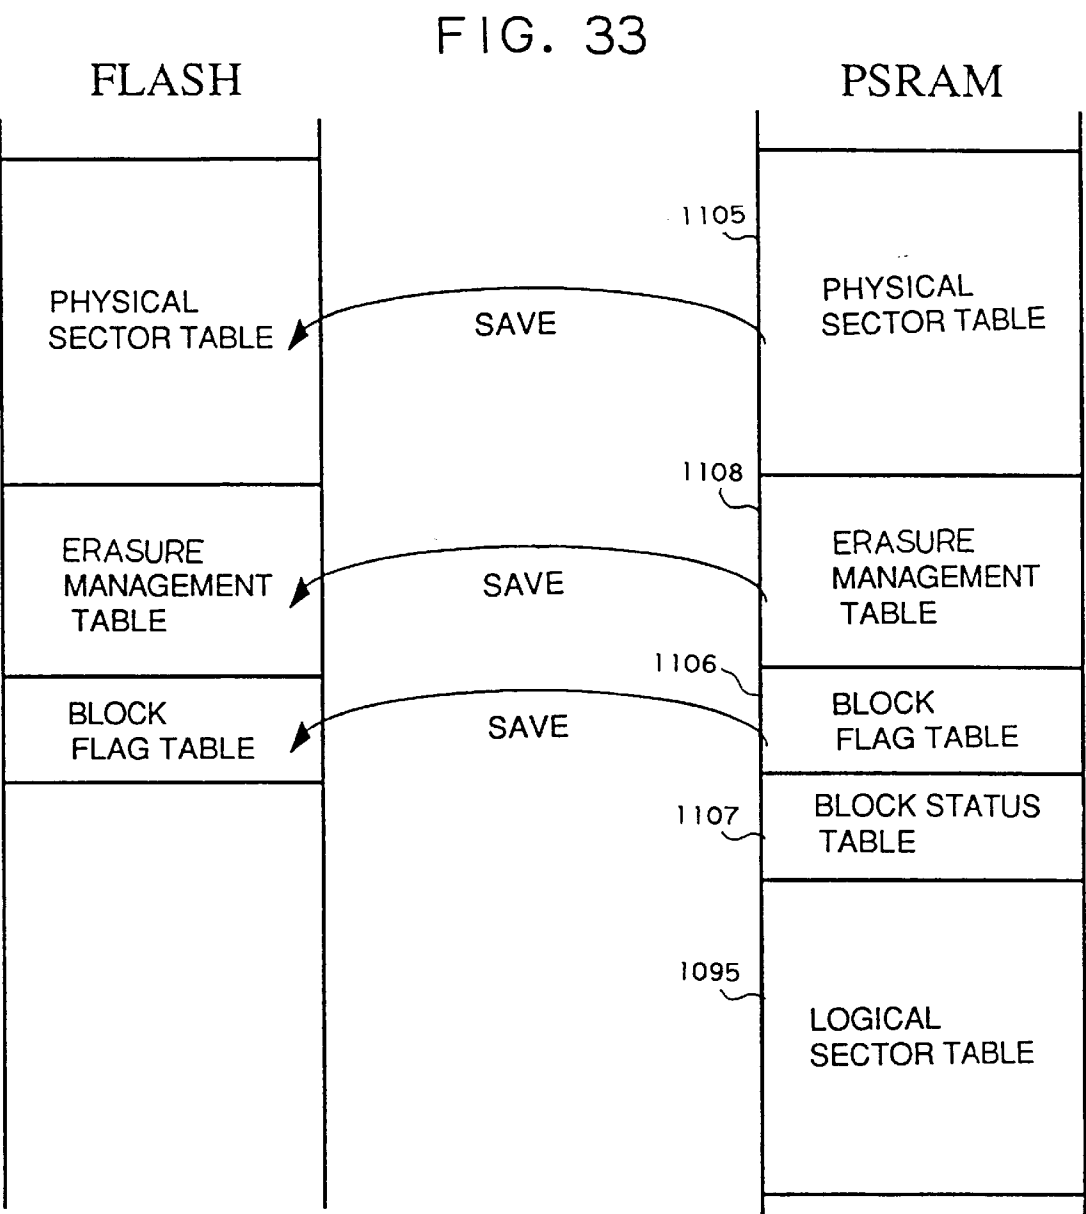 FIG. 33
FLASH
PSRAM
1105
PHYSICAL
SECTOR TABLE
SAVE
PHYSICAL
SECTOR TABLE
1108
ERASURE
MANAGEMENT
TABLE
SAVE
ERASURE
MANAGEMENT
TABLE
1106
BLOCK
FLAG TABLE
SAVE
BLOCK
FLAG TABLE
1107
BLOCK STATUS
TABLE
1095
LOGICAL
SECTOR TABLE